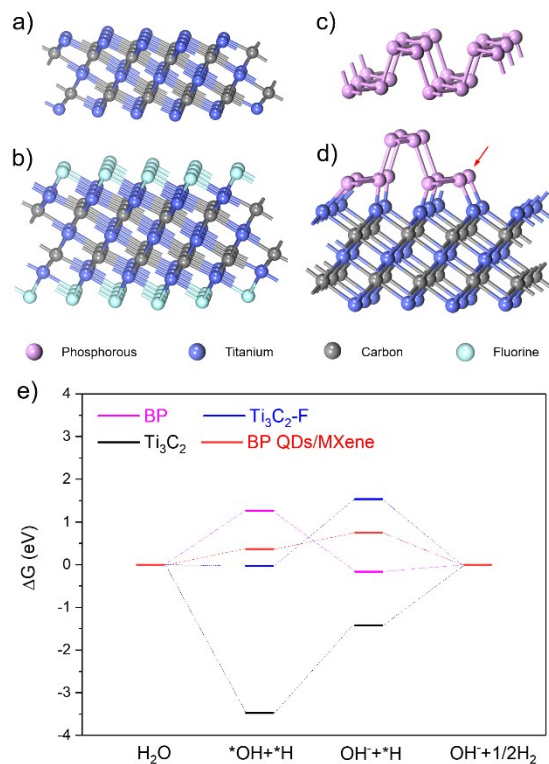 a)
c)
b)
d)
Phosphorous Titanium Carbon Fluorine
e)
BP Ti₃C₂-F
Ti₃C₂ BP QDs/MXene
4
3
2
1
0
-1
-2
-3
-4
ΔG (eV)
H₂O *OH+*H OH⁻+*H OH⁻+1/2H₂